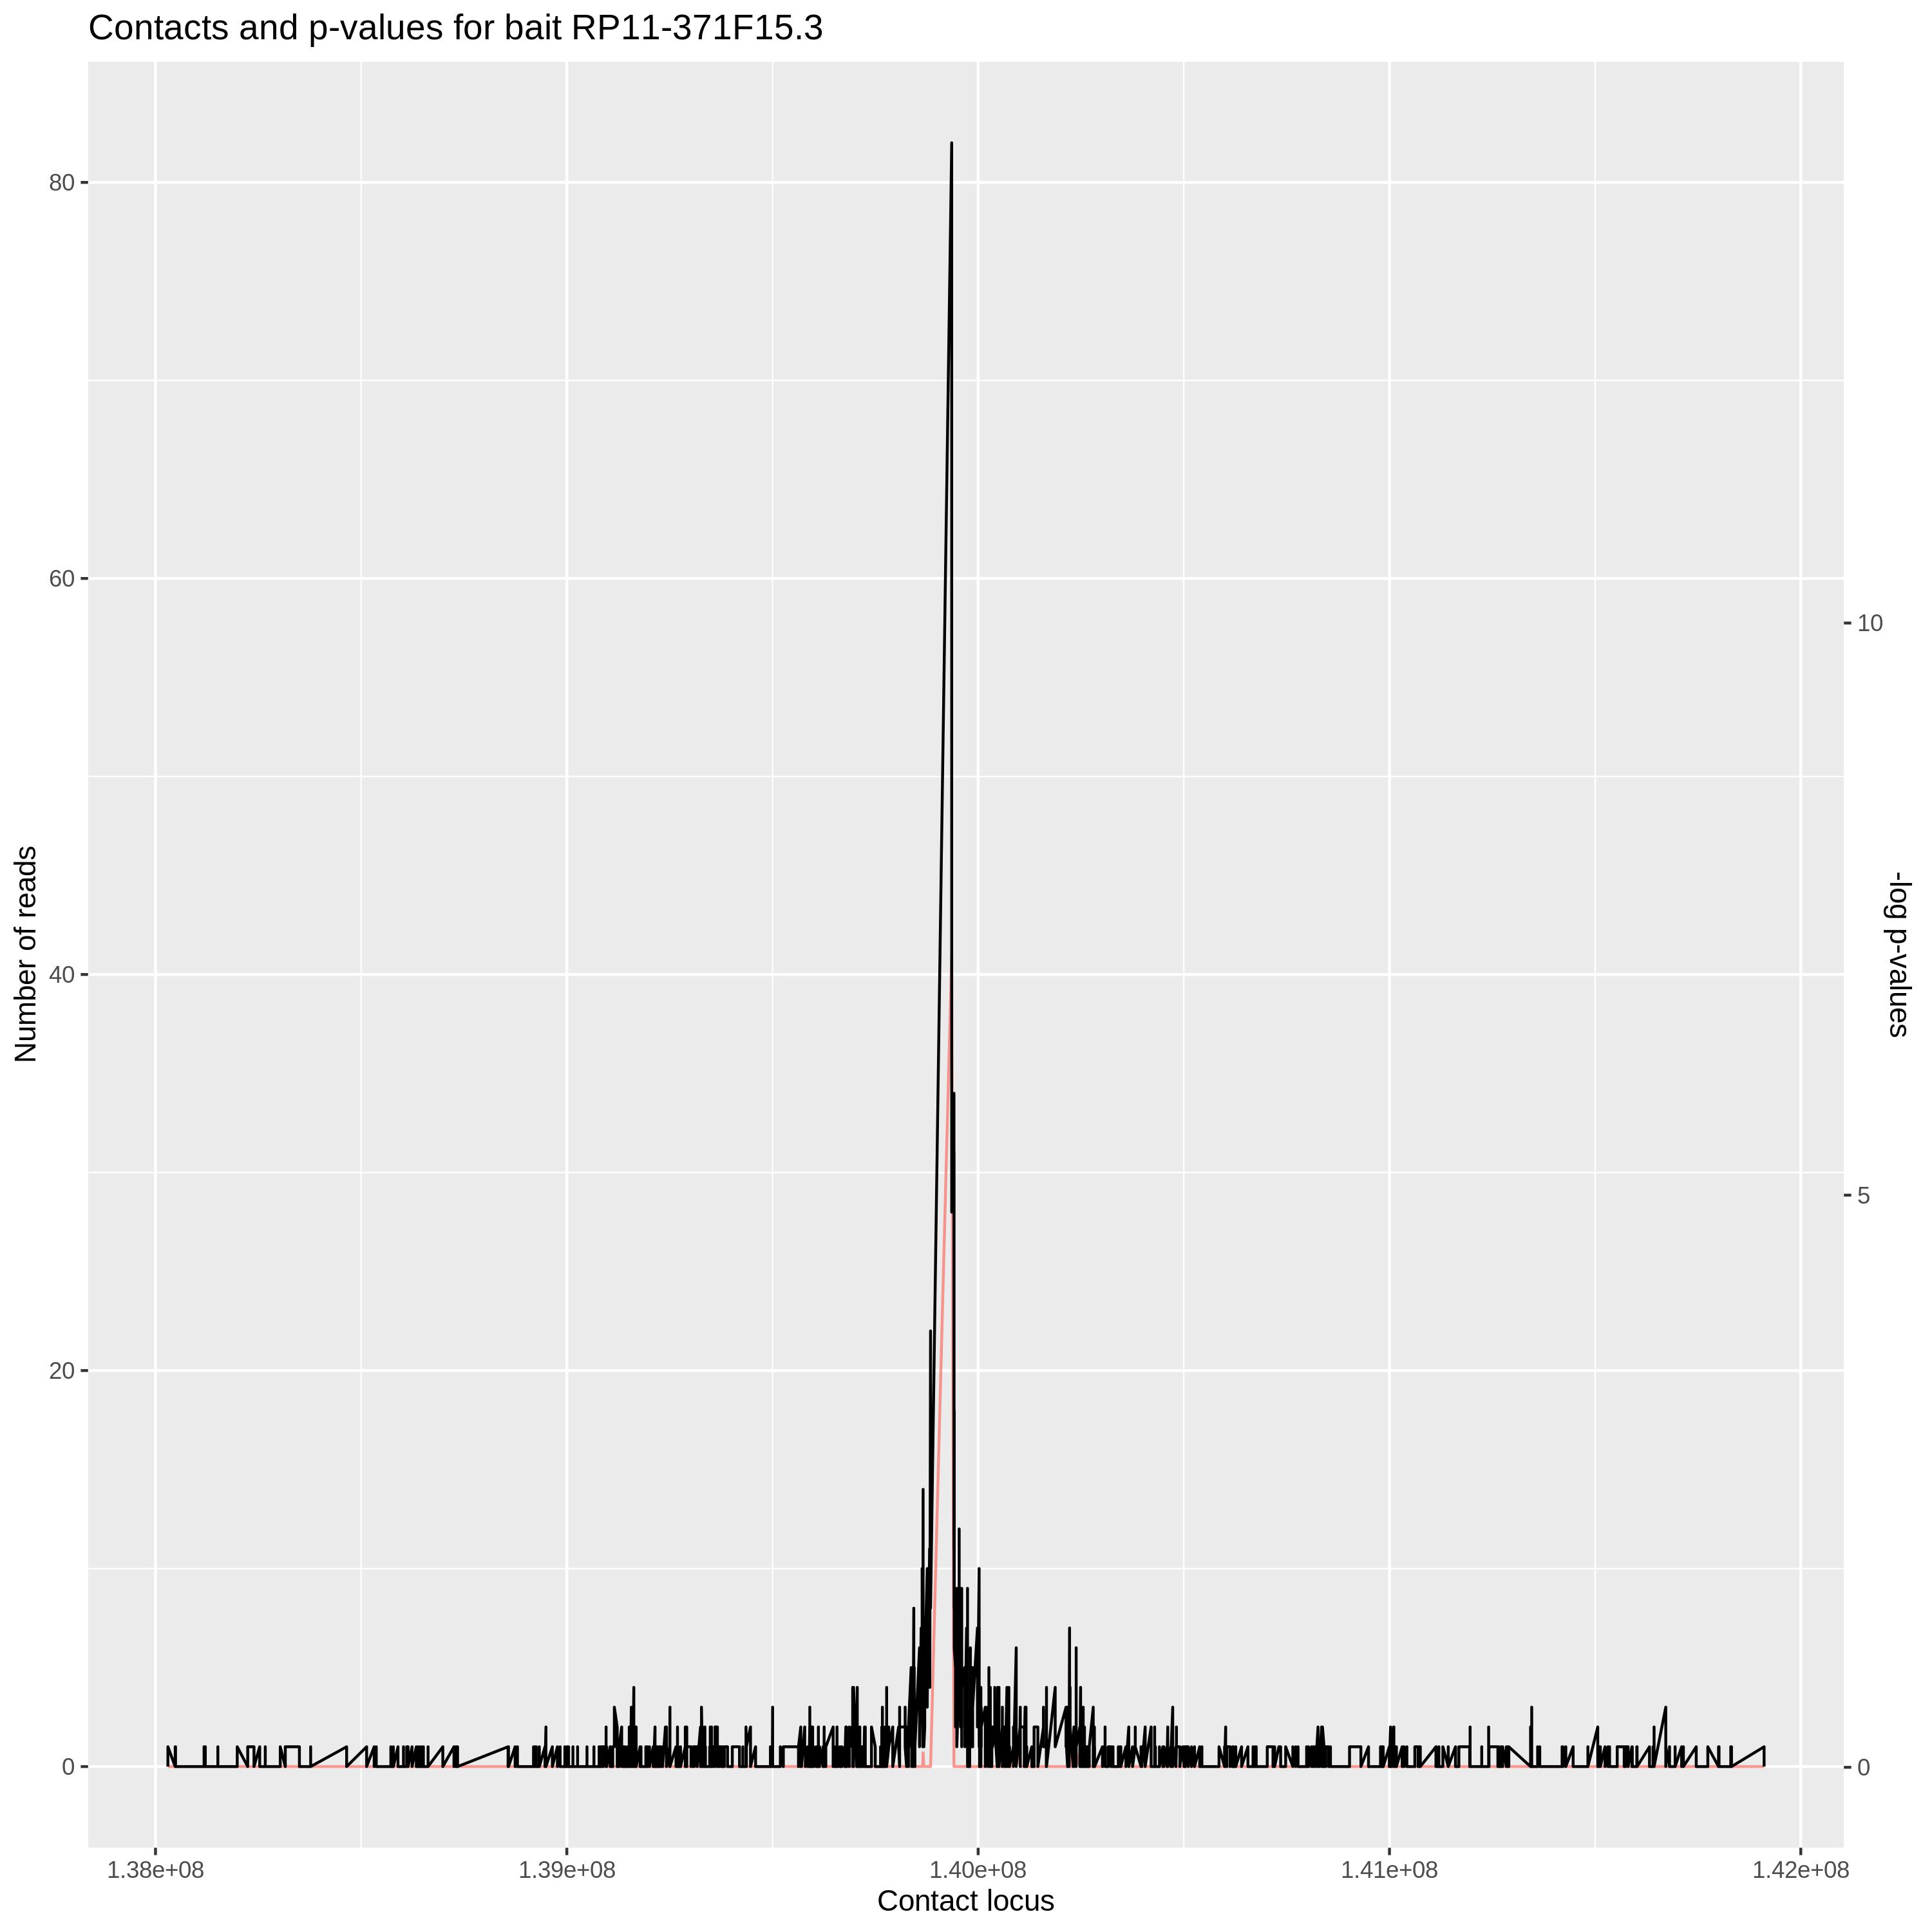 Contacts and p-values for bait RP11-371F15.3
80
60
40
20
0
Number of reads
10
5
0
-log p-values
1.38e+08
1.39e+08
1.40e+08
1.41e+08
1.42e+08
Contact locus